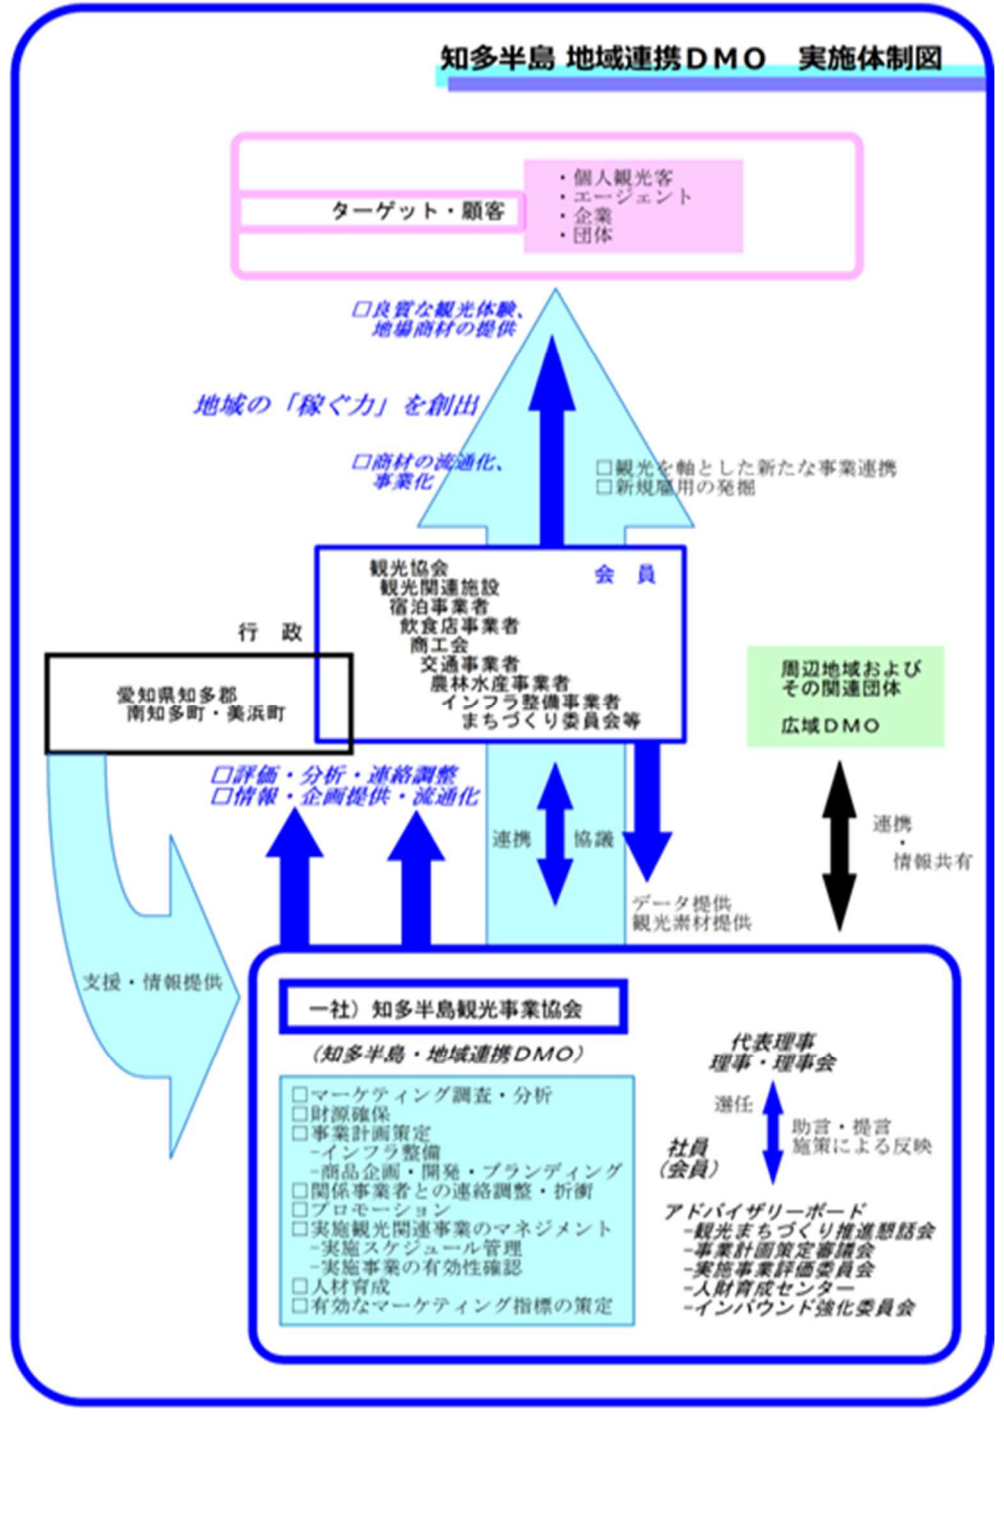 知多半島 地域連携ＤＭＯ　実施体制図
ターゲット・顧客
・個人観光客
・エージェント
・企業
・団体
□良質な観光体験、
地場商材の提供
地域の「稼ぐ力」を創出
□商材の流通化、
事業化
□観光を軸とした新たな事業連携
□新規雇用の発掘
会　員
観光協会
観光関連施設
宿泊事業者
飲食店事業者
商工会
交通事業者
農林水産事業者
インフラ整備事業者
まちづくり委員会等
行　政
愛知県知多郡
南知多町・美浜町
周辺地域および
その関連団体
広域ＤＭＯ
□評価・分析・連絡調整
□情報・企画提供・流通化
連携　協議
データ提供
観光素材提供
連携
・
情報共有
支援・情報提供
一社）知多半島観光事業協会
（知多半島・地域連携ＤＭＯ）
□マーケティング調査・分析
□財源確保
□事業計画策定
-インフラ整備
-商品企画・開発・ブランディング
□関係事業者との連絡調整・折衝
□プロモーション
□実施観光関連事業のマネジメント
-実施スケジュール管理
-実施事業の有効性確認
□人材育成
□有効なマーケティング指標の策定
代表理事
理事・理事会
選任
助言・提言
施策による反映
社員
（会員）
アドバイザリーボード
-観光まちづくり推進懇話会
-事業計画策定審議会
-実施事業評価委員会
-人財育成センター
-インバウンド強化委員会